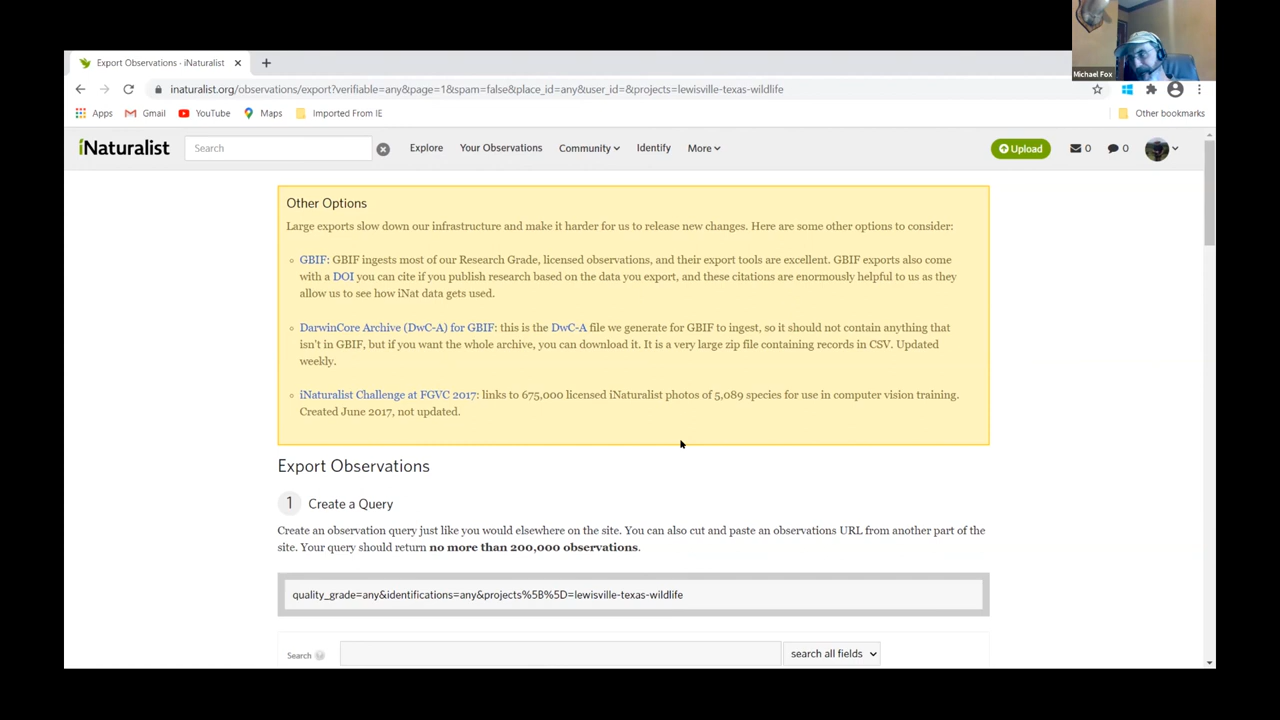 Michael Fox
Export Observations · iNaturalist
inaturalist.org/observations/export?verifiable=any&page=1&spam=false&place_id=any&user_id=&projects=lewisville-texas-wildlife
Apps Gmail YouTube Maps Imported From IE Other bookmarks
iNaturalist Search Explore Your Observations Community Identify More Upload 0 0
Other Options
Large exports slow down our infrastructure and make it harder for us to release new changes. Here are some other options to consider:
GBIF: GBIF ingests most of our Research Grade, licensed observations, and their export tools are excellent. GBIF exports also come
with a DOI you can cite if you publish research based on the data you export, and these citations are enormously helpful to us as they
allow us to see how iNat data gets used.
DarwinCore Archive (DwC-A) for GBIF: this is the DwC-A file we generate for GBIF to ingest, so it should not contain anything that
isn't in GBIF, but if you want the whole archive, you can download it. It is a very large zip file containing records in CSV. Updated
weekly.
iNaturalist Challenge at FGVC 2017: links to 675,000 licensed iNaturalist photos of 5,089 species for use in computer vision training.
Created June 2017, not updated.
Export Observations
1 Create a Query
Create an observation query just like you would elsewhere on the site. You can also cut and paste an observations URL from another part of the
site. Your query should return no more than 200,000 observations.
quality_grade=any&identifications=any&projects%5B%5D=lewisville-texas-wildlife
Search search all fields